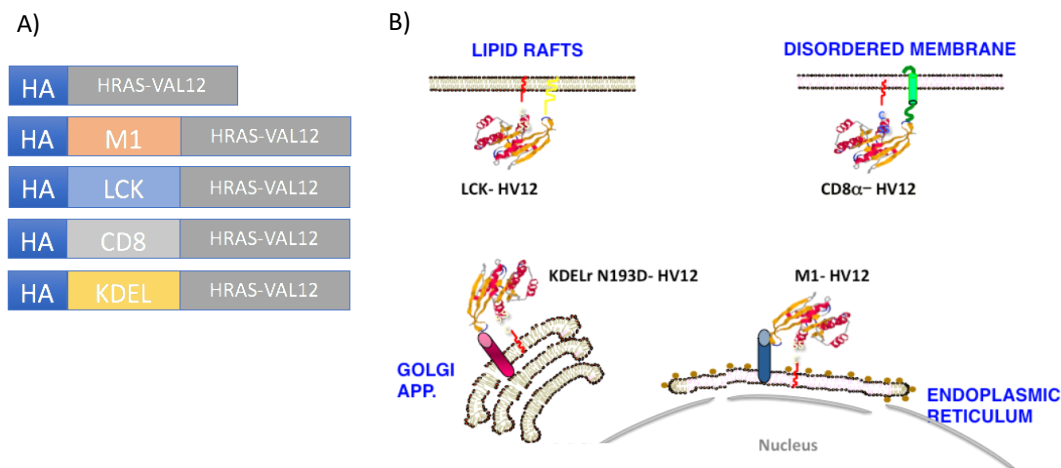 A)
HA HRAS-VAL12
HA M1 HRAS-VAL12
HA LCK HRAS-VAL12
HA CD8 HRAS-VAL12
HA KDEL HRAS-VAL12
B)
LIPID RAFTS
DISORDERED MEMBRANE
LCK- HV12
CD8α− HV12
KDELr N193D- HV12
M1- HV12
GOLGI
APP.
ENDOPLASMIC
RETICULUM
Nucleus